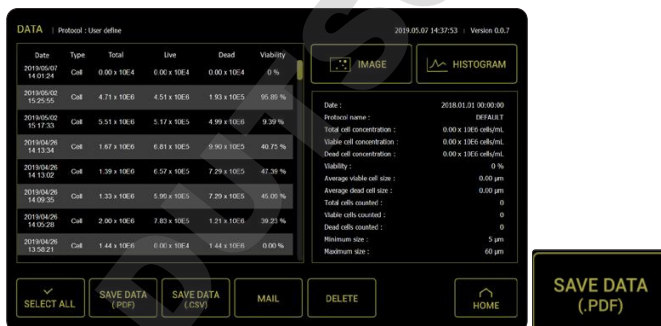 DATA | Protocol : User define
2019.05.07 14:37:53 | Version 0.0.7
Date Type Total Live Dead Viability
2019/05/07 14:01:24 Cell 0.00 x 10E4 0.00 x 10E4 0.00 x 10E4 0 %
2019/05/02 15:25:55 Cell 4.71 x 10E6 4.51 x 10E6 1.93 x 10E5 95.89 %
2019/05/02 15:17:33 Cell 5.51 x 10E6 5.17 x 10E5 4.99 x 10E6 9.39 %
2019/04/26 14:13:34 Cell 1.67 x 10E6 6.81 x 10E5 9.90 x 10E5 40.75 %
2019/04/26 14:13:02 Cell 1.39 x 10E6 6.57 x 10E5 7.29 x 10E5 47.39 %
2019/04/26 14:09:35 Cell 1.33 x 10E6 5.99 x 10E5 7.29 x 10E5 45.09 %
2019/04/26 14:05:28 Cell 2.00 x 10E6 7.83 x 10E5 1.21 x 10E6 39.23 %
2019/04/26 13:58:21 Cell 1.44 x 10E6 0.00 x 10E4 1.44 x 10E6 0.00 %
IMAGE
HISTOGRAM
Date : 2018.01.01 00:00:00
Protocol name : DEFAULT
Total cell concentration : 0.00 x 10E6 cells/mL
Viable cell concentration : 0.00 x 10E6 cells/mL
Dead cell concentration : 0.00 x 10E6 cells/mL
Viability : 0 %
Average viable cell size : 0.00 μm
Average dead cell size : 0.00 μm
Total cells counted : 0
Viable cells counted : 0
Dead cells counted : 0
Minimum size : 5 μm
Maximum size : 60 μm
SELECT ALL
SAVE DATA
(.PDF)
SAVE DATA
(.CSV)
MAIL
DELETE
HOME
SAVE DATA
(.PDF)